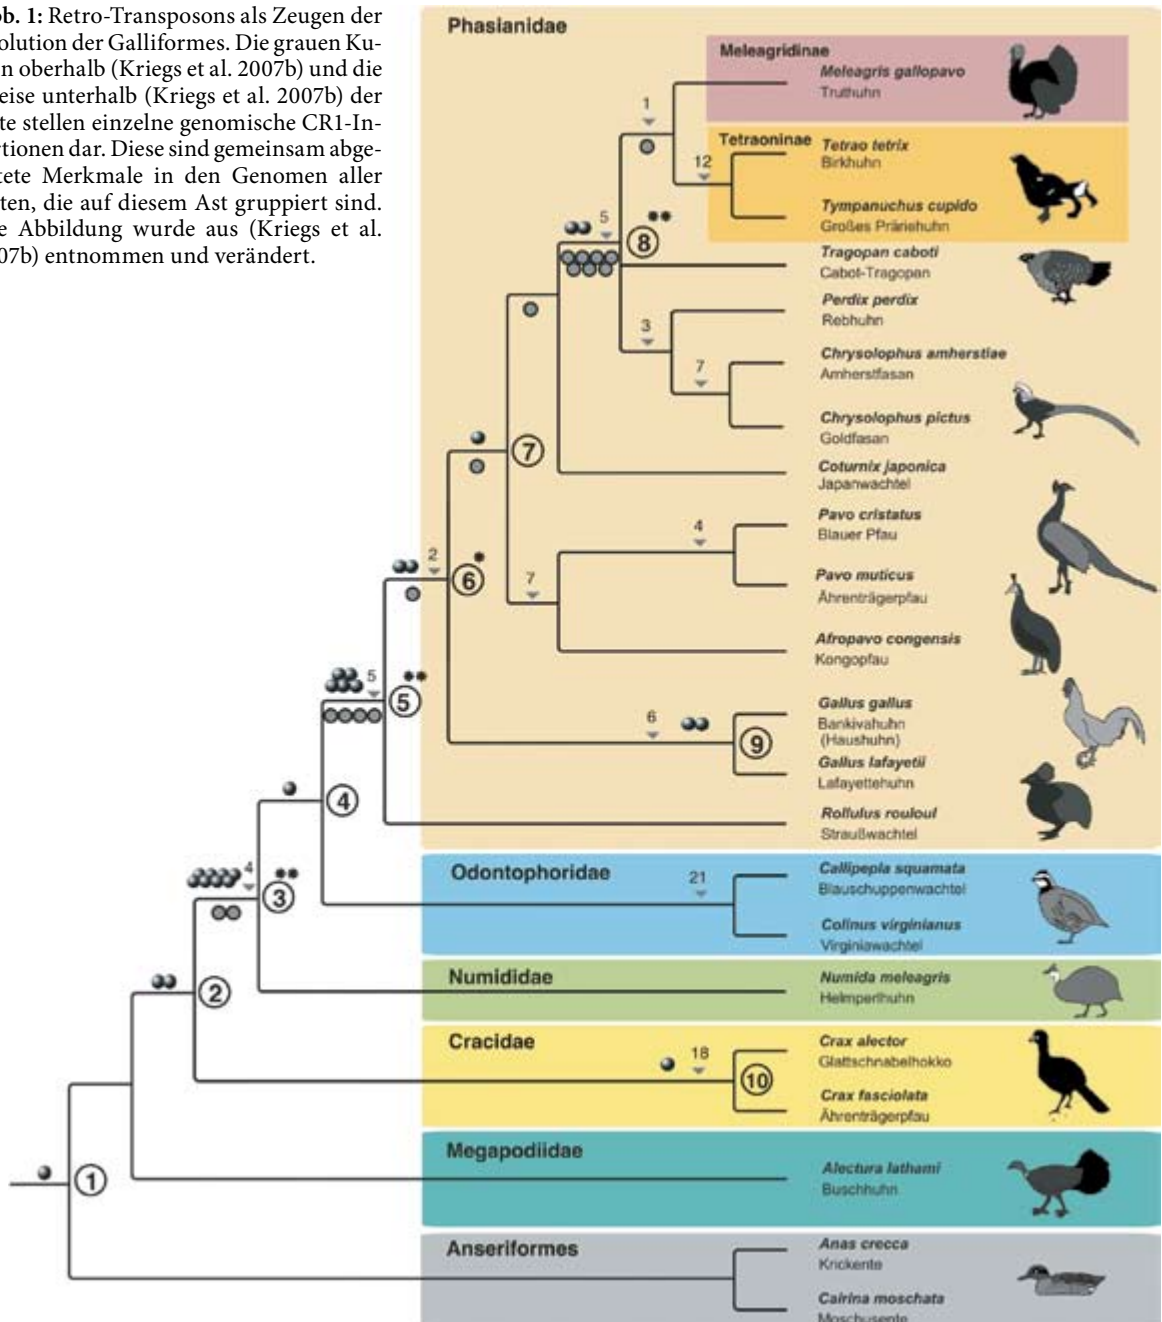 b. 1: Retro-Transposons als Zeugen der
olution der Galliformes. Die grauen Ku-
n oberhalb (Kriegs et al. 2007b) und die
eise unterhalb (Kriegs et al. 2007b) der
te stellen einzelne genomische CR1-In-
rtionen dar. Diese sind gemeinsam abge-
tete Merkmale in den Genomen aller
ten, die auf diesem Ast gruppiert sind.
e Abbildung wurde aus (Kriegs et al.
07b) entnommen und verändert.
Phasianidae
Meleagridinae
Meleagris gallopavo
Truthuhn
1
Tetraoninae
Tetrao tetrix
Birkhuhn
12
Tympanuchus cupido
Großes Präriehuhn
5
**
8
Tragopan caboti
Cabot-Tragopan
Perdix perdix
Rebhuhn
3
Chrysolophus amherstiae
Amherstfasan
7
Chrysolophus pictus
Goldfasan
7
Coturnix japonica
Japanwachtel
Pavo cristatus
Blauer Pfau
4
2
*
6
7
Pavo muticus
Ährenträgerpfau
Afropavo congensis
Kongopfau
5
**
5
Gallus gallus
Bankivahuhn
(Haushuhn)
6
9
Gallus lafayetii
Lafayettehuhn
4
Rollulus rouloul
Straußwachtel
Odontophoridae
Callipepla squamata
Blauschuppenwachtel
21
4
**
3
Colinus virginianus
Virginiawachtel
Numididae
Numida meleagris
Helmperlhuhn
2
Cracidae
Crax alector
Glattschnabelhokko
18
10
Crax fasciolata
Ährenträgerpfau
Megapodiidae
Alectura lathami
Buschhuhn
1
Anseriformes
Anas crecca
Krickente
Cairina moschata
Moschusente